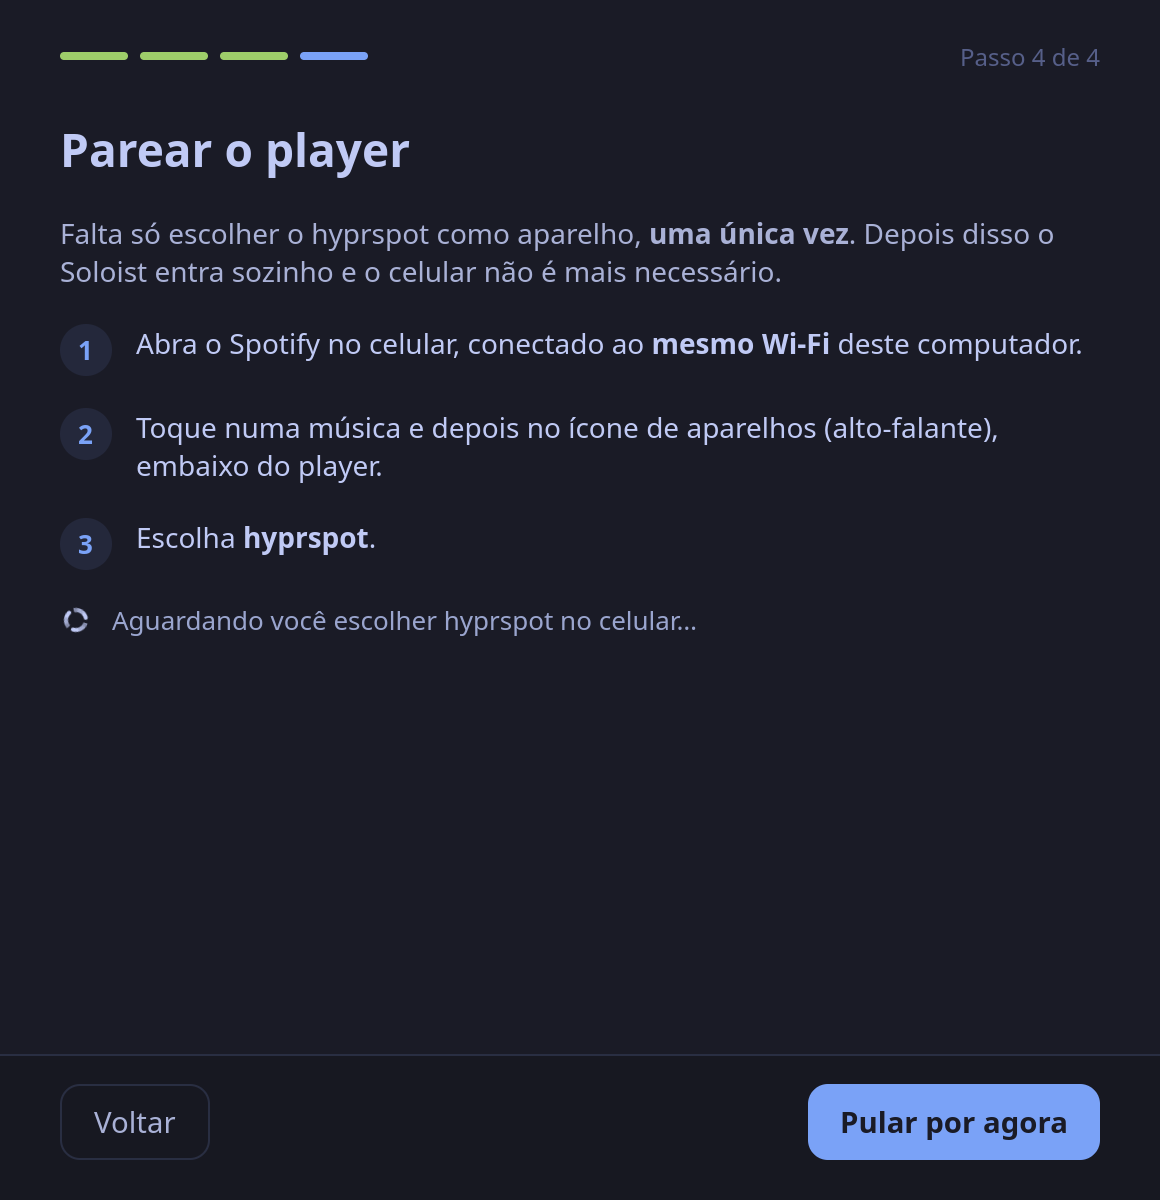 Passo 4 de 4
Parear o player
Falta só escolher o hyprspot como aparelho, uma única vez. Depois disso o
Soloist entra sozinho e o celular não é mais necessário.
1 Abra o Spotify no celular, conectado ao mesmo Wi-Fi deste computador.
2 Toque numa música e depois no ícone de aparelhos (alto-falante),
embaixo do player.
3 Escolha hyprspot.
Aguardando você escolher hyprspot no celular...
Voltar
Pular por agora